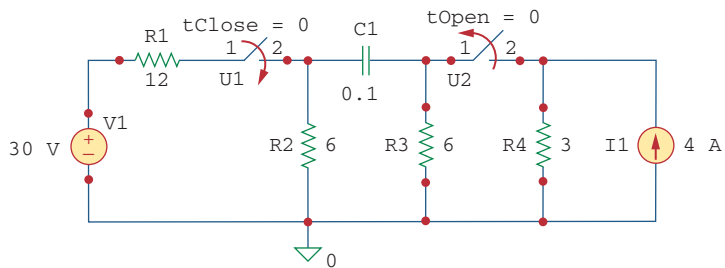 tClose = 0
tOpen = 0
C1
R1
1 2
1 2
12
U1
U2
0.1
V1
30 V
+
−
R2 6
R3 6
R4 3
I1 4 A
0